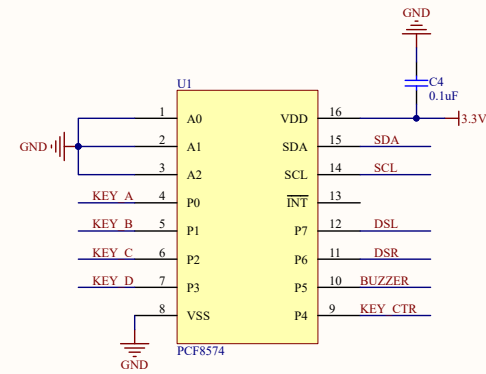 GND
U1
C4
0.1uF
1 A0 VDD 16 3.3V
GND 2 A1 SDA 15 SDA
3 A2 SCL 14 SCL
KEY_A 4 P0 INT 13
KEY_B 5 P1 P7 12 DSL
KEY_C 6 P2 P6 11 DSR
KEY_D 7 P3 P5 10 BUZZER
8 VSS P4 9 KEY_CTR
PCF8574
GND